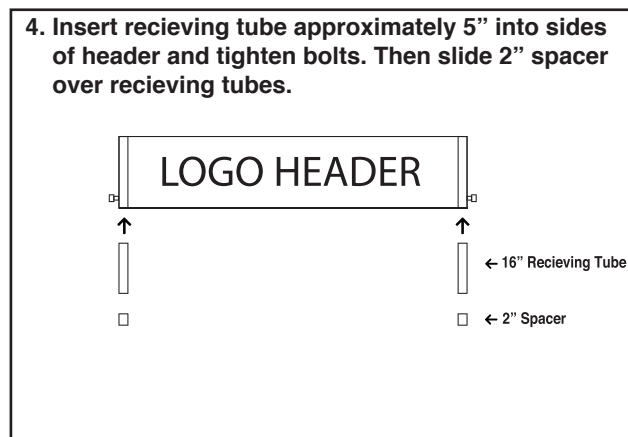 4. Insert recieving tube approximately 5” into sides
of header and tighten bolts. Then slide 2” spacer
over recieving tubes.
LOGO HEADER
16” Recieving Tube
2” Spacer